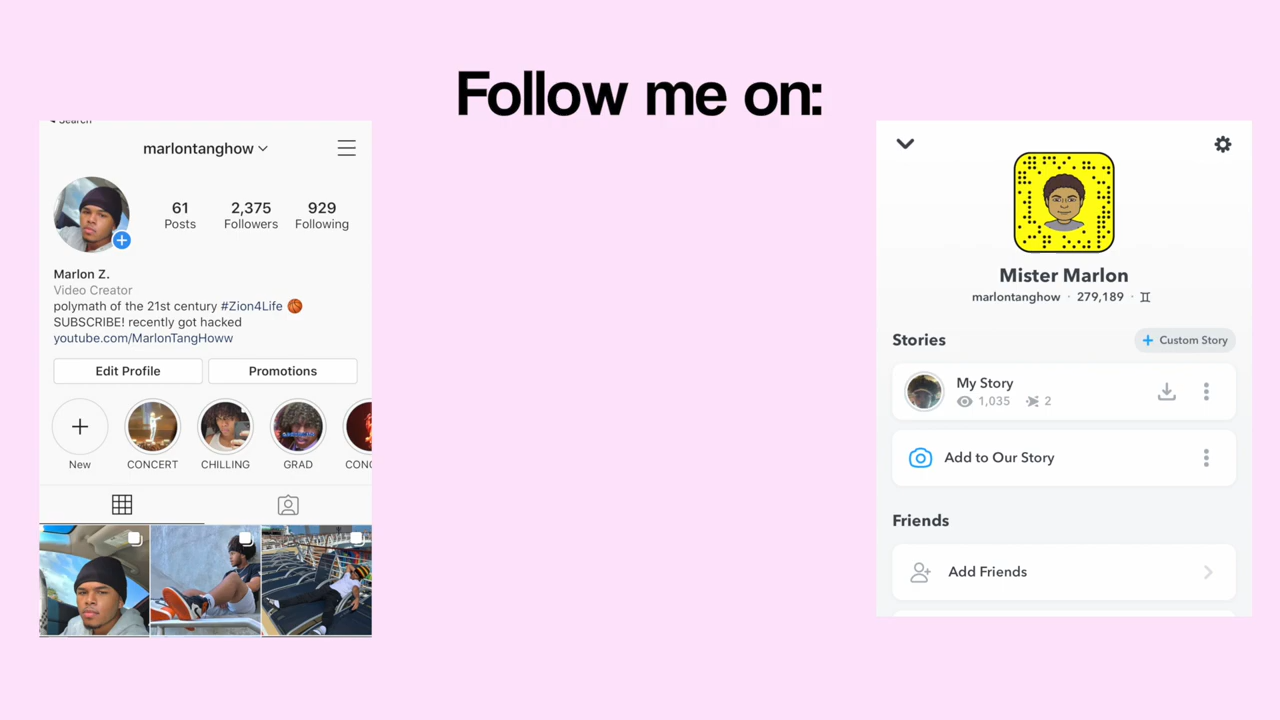 Follow me on:
Search
marlontanghow
61
Posts
2,375
Followers
929
Following
Marlon Z.
Video Creator
polymath of the 21st century #Zion4Life
SUBSCRIBE! recently got hacked
youtube.com/MarlonTangHoww
Edit Profile
Promotions
New
CONCERT
CHILLING
GRAD
CONC
Mister Marlon
marlontanghow · 279,189 ·
Stories
+ Custom Story
My Story
1,035
2
Add to Our Story
Friends
Add Friends